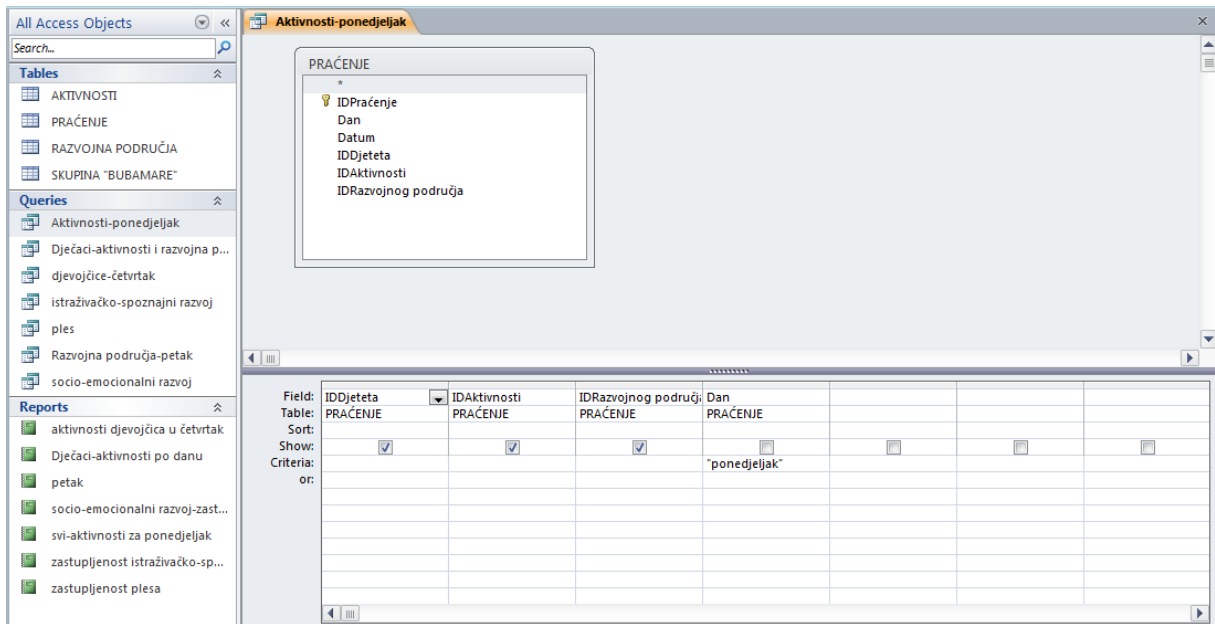 All Access Objects
Search...
Tables
AKTIVNOSTI
PRAĆENJE
RAZVOJNA PODRUČJA
SKUPINA "BUBAMARE"
Queries
Aktivnosti-ponedjeljak
Dječaci-aktivnosti i razvojna p...
djevojčice-četvrtak
istraživačko-spoznajni razvoj
ples
Razvojna područja-petak
socio-emocionalni razvoj
Reports
aktivnosti djevojčica u četvrtak
Dječaci-aktivnosti po danu
petak
socio-emocionalni razvoj-zast...
svi-aktivnosti za ponedjeljak
zastupljenost istraživačko-sp...
zastupljenost plesa
Aktivnosti-ponedjeljak
PRAĆENJE
*
IDPraćenje
Dan
Datum
IDDjeteta
IDAktivnosti
IDRazvojnog područja
Field: IDDjeteta IDAktivnosti IDRazvojnog područj Dan
Table: PRAĆENJE PRAĆENJE PRAĆENJE PRAĆENJE
Sort:
Show:
Criteria: "ponedjeljak"
or: